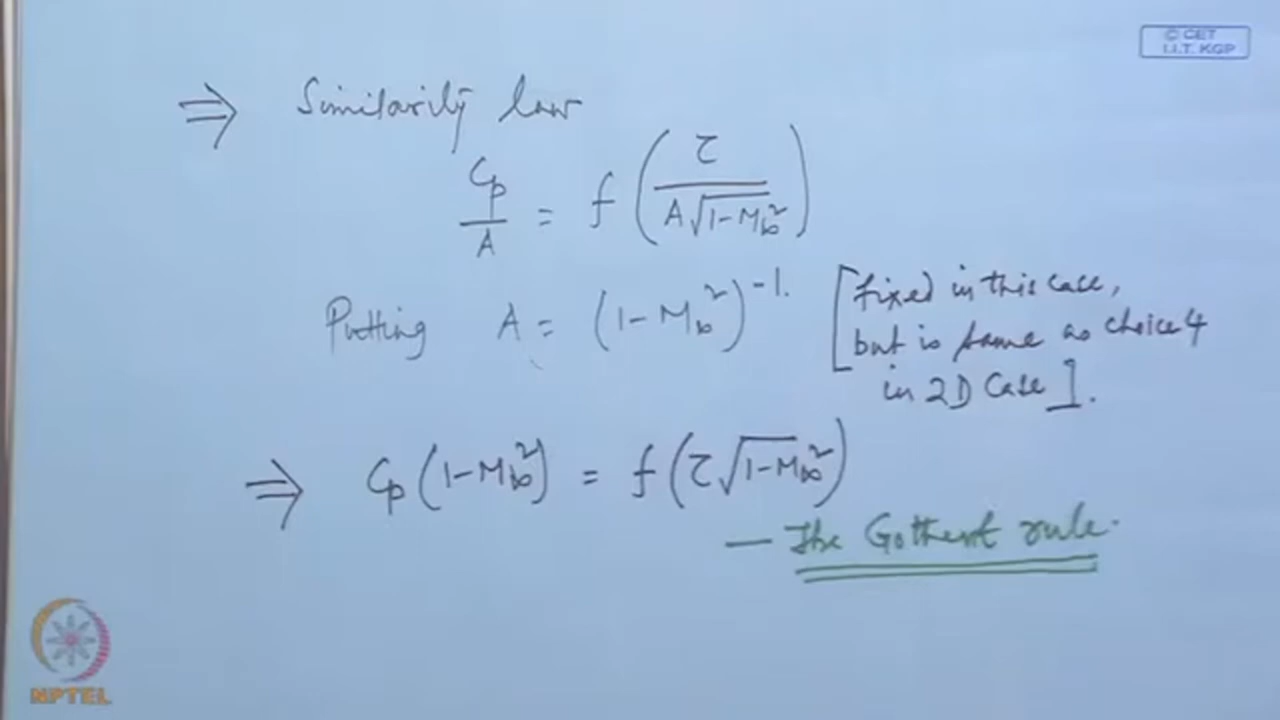 © CET
I.I.T. KGP
⇒ Similarity law
Cp/A = f(τ/(A√(1-M∞²)))
Putting A = (1-M∞²)^-1. [fixed in this case,
but is same as choice 4
in 2D Case].
⇒ Cp(1-M∞²) = f(τ√(1-M∞²))
— The Gothert rule.
NPTEL